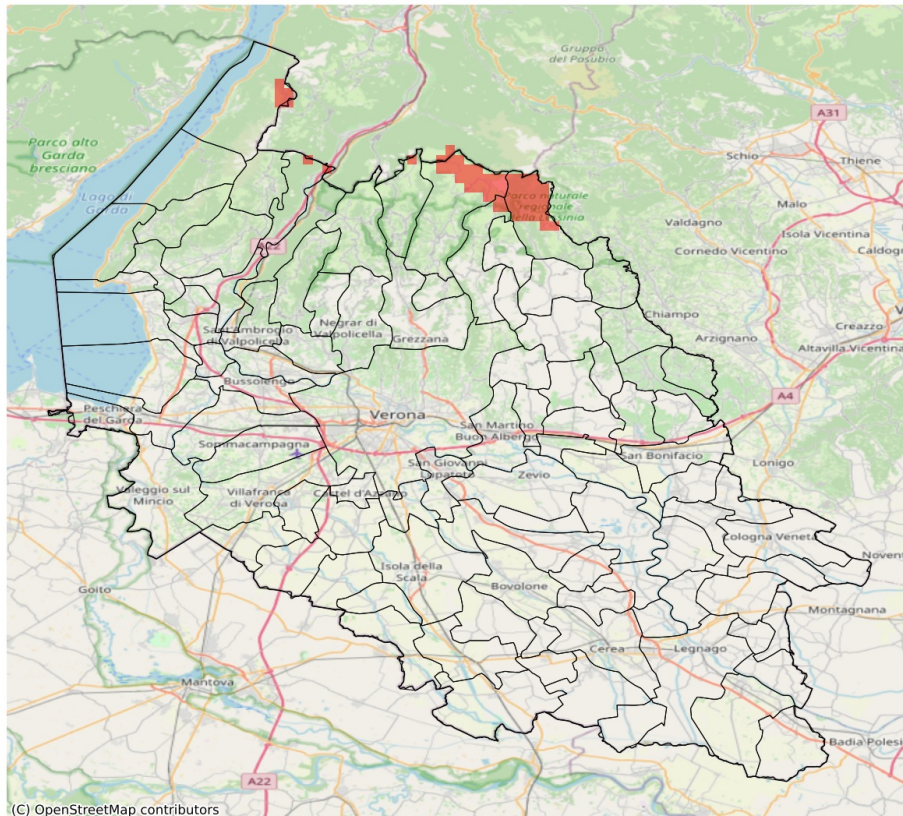 Gruppo
del Pasubio
A31
Parco alto
Garda
bresciano
Schio
Thiene
Lago di
Garda
Parco naturale
regionale
della Lessinia
Malo
Valdagno
Isola Vicentina
Caldog
A22
Cornedo Vicentino
Chiampo
Creazzo
V
Sant'Ambrogio
di Valpolicella
Negrar di
Valpolicella
Grezzana
Arzignano
Altavilla Vicentina
Bussolengo
A4
Peschiera
del Garda
Verona
San Martino
Buon Albergo
Sommacampagna
San Bonifacio
Lonigo
San Giovanni
Lupatoto
Zevio
Valeggio sul
Mincio
Villafranca
di Verona
Castel d'Azzano
Cologna Veneta
Noven
Isola della
Scala
Goito
Bovolone
Montagnana
Cerea
Legnago
Mantova
Badia Polesi
A22
(C) OpenStreetMap contributors